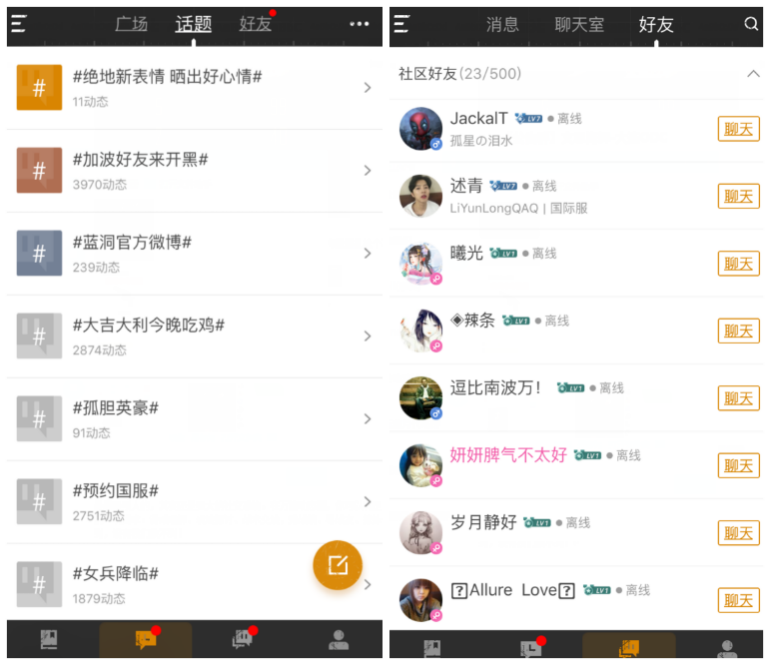 广场 话题 好友
#
#绝地新表情 晒出好心情#
11动态
#
#加波好友来开黑#
3970动态
#
#蓝洞官方微博#
239动态
#
#大吉大利今晚吃鸡#
2874动态
#
#孤胆英豪#
91动态
#
#预约国服#
2751动态
#
#女兵降临#
1879动态
消息 聊天室 好友
社区好友(23/500)
JackalT LV7 离线
孤星の泪水
聊天
述青 LV7 离线
LiYunLongQAQ | 国际服
聊天
曦光 LV1 离线
聊天
◈辣条 LV1 离线
聊天
逗比南波万！ LV1 离线
聊天
妍妍脾气不太好 LV1 离线
聊天
岁月静好 LV1 离线
聊天
Allure Love LV1 离线
聊天